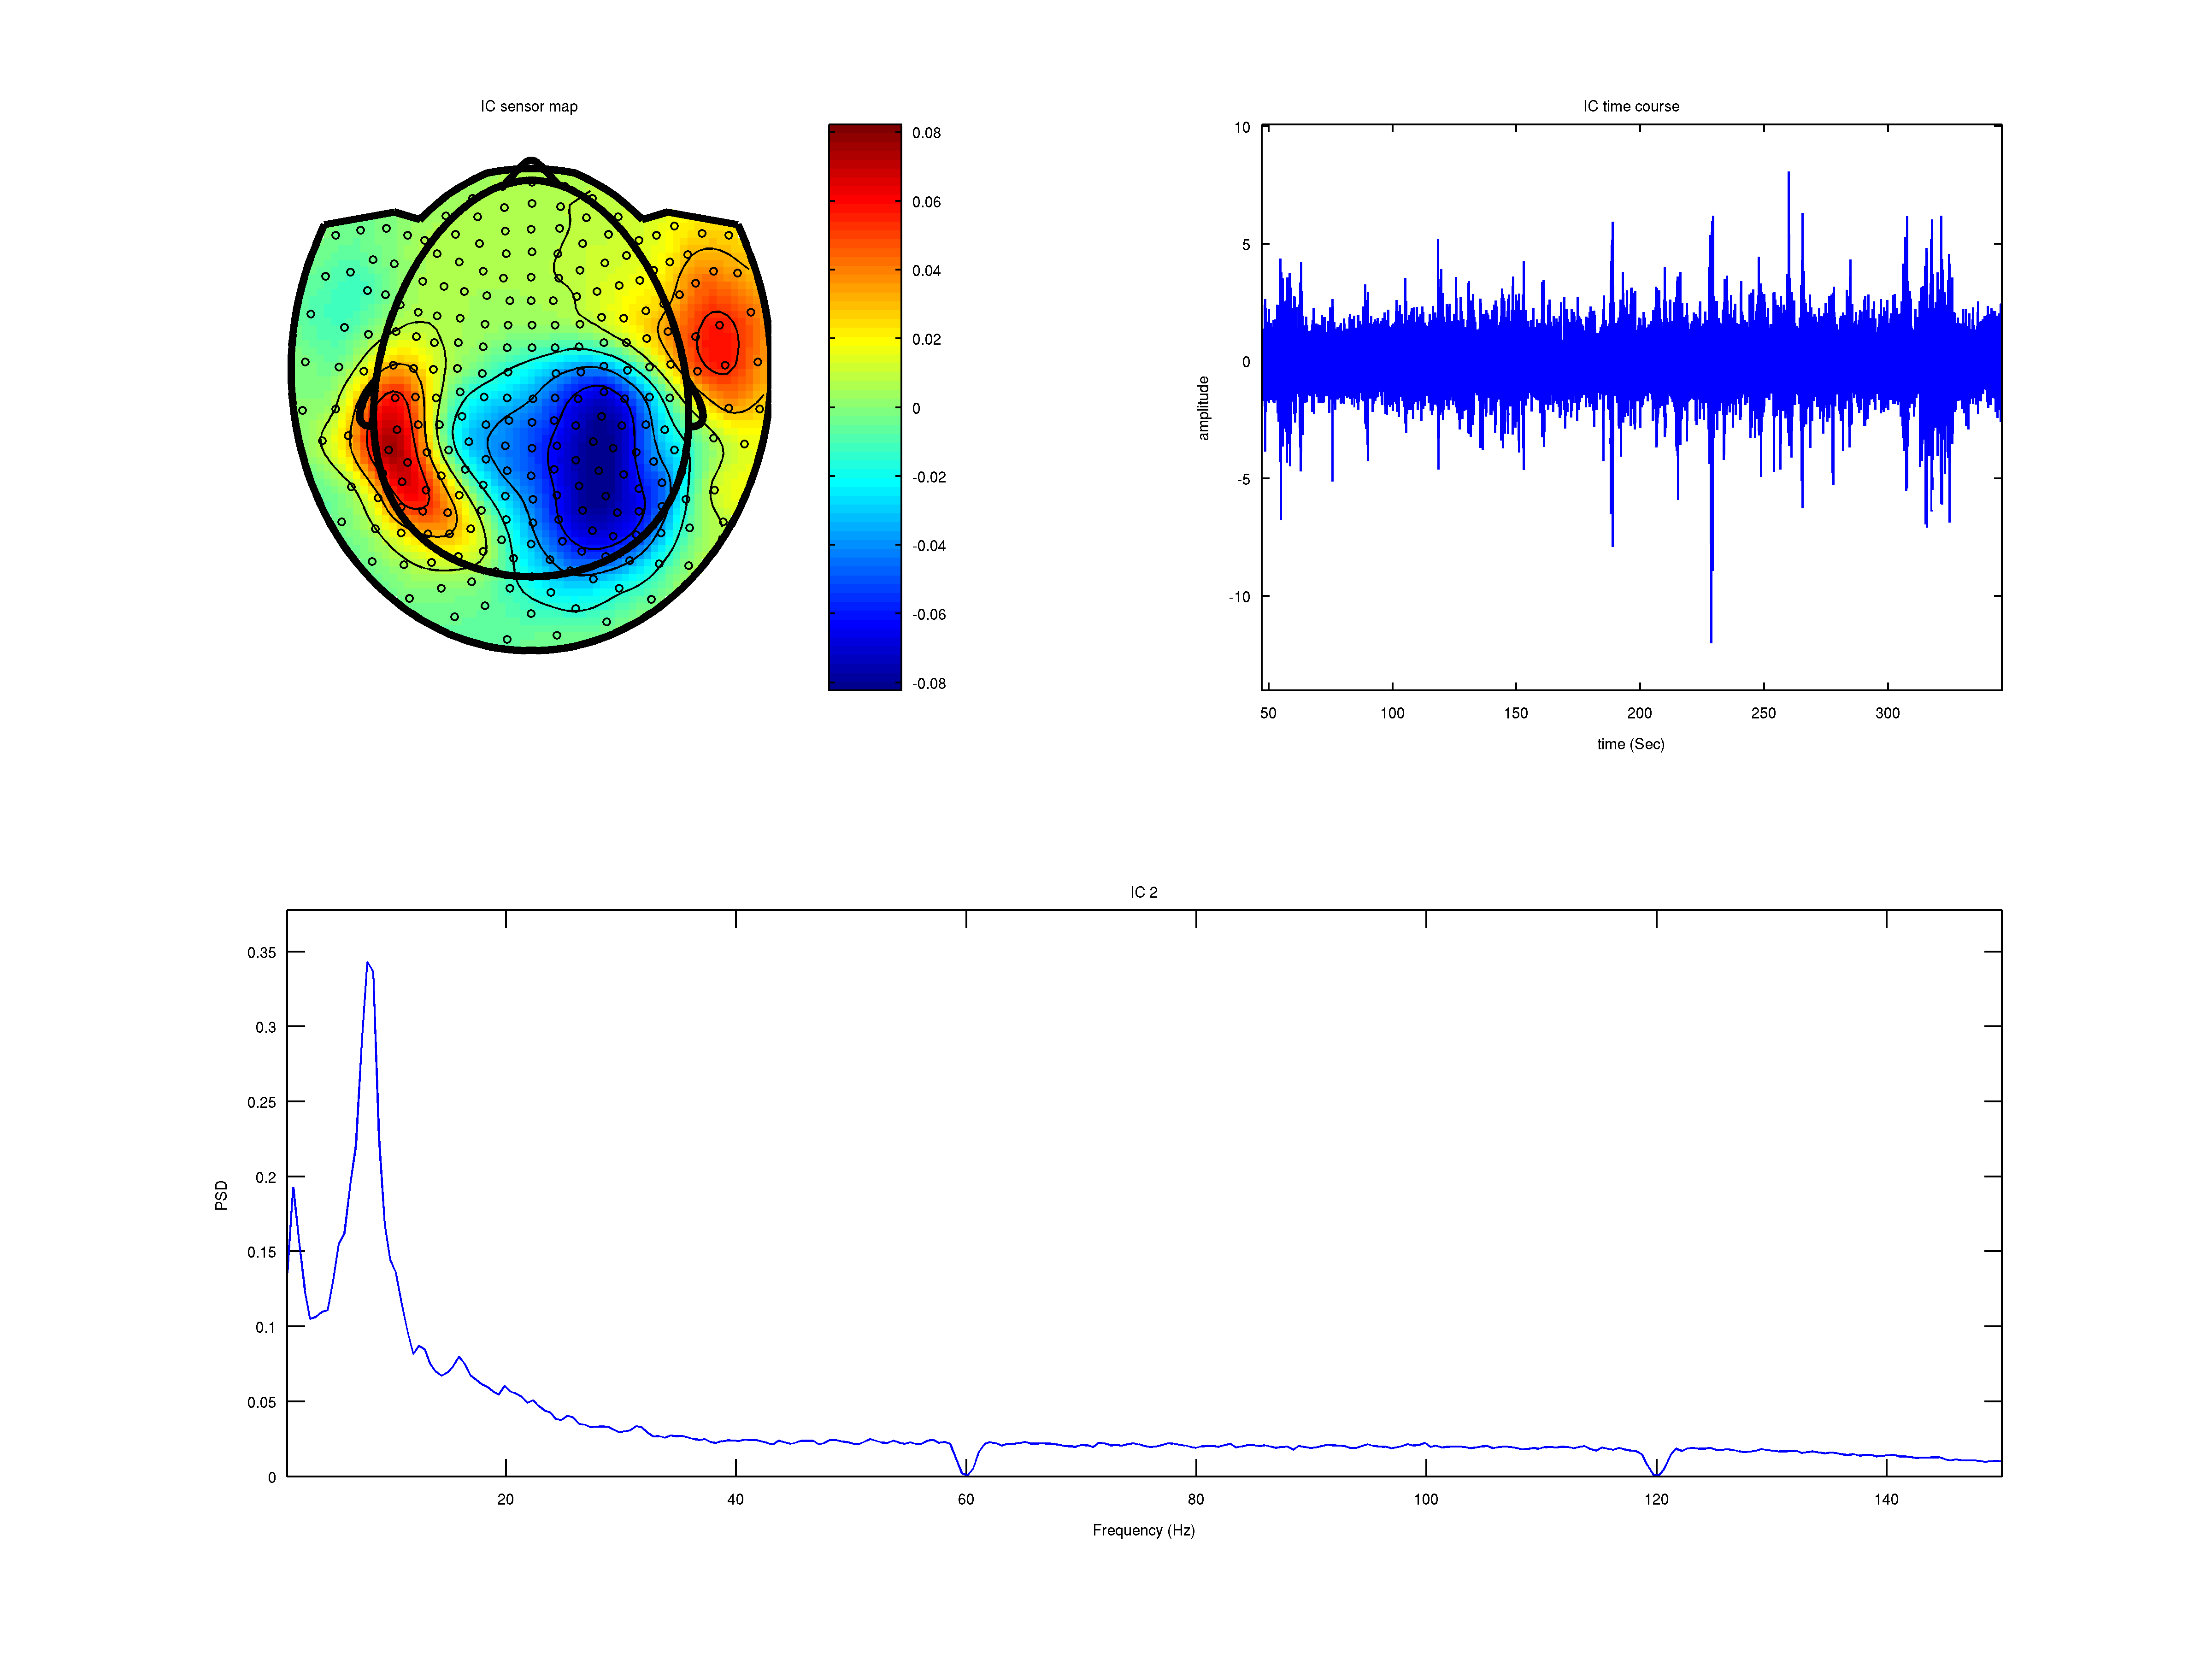 IC sensor map
0.08
0.06
0.04
0.02
0
-0.02
-0.04
-0.06
-0.08
IC time course
10
5
0
-5
-10
amplitude
50 100 150 200 250 300
time (Sec)
IC 2
0.35
0.3
0.25
0.2
0.15
0.1
0.05
0
PSD
20 40 60 80 100 120 140
Frequency (Hz)